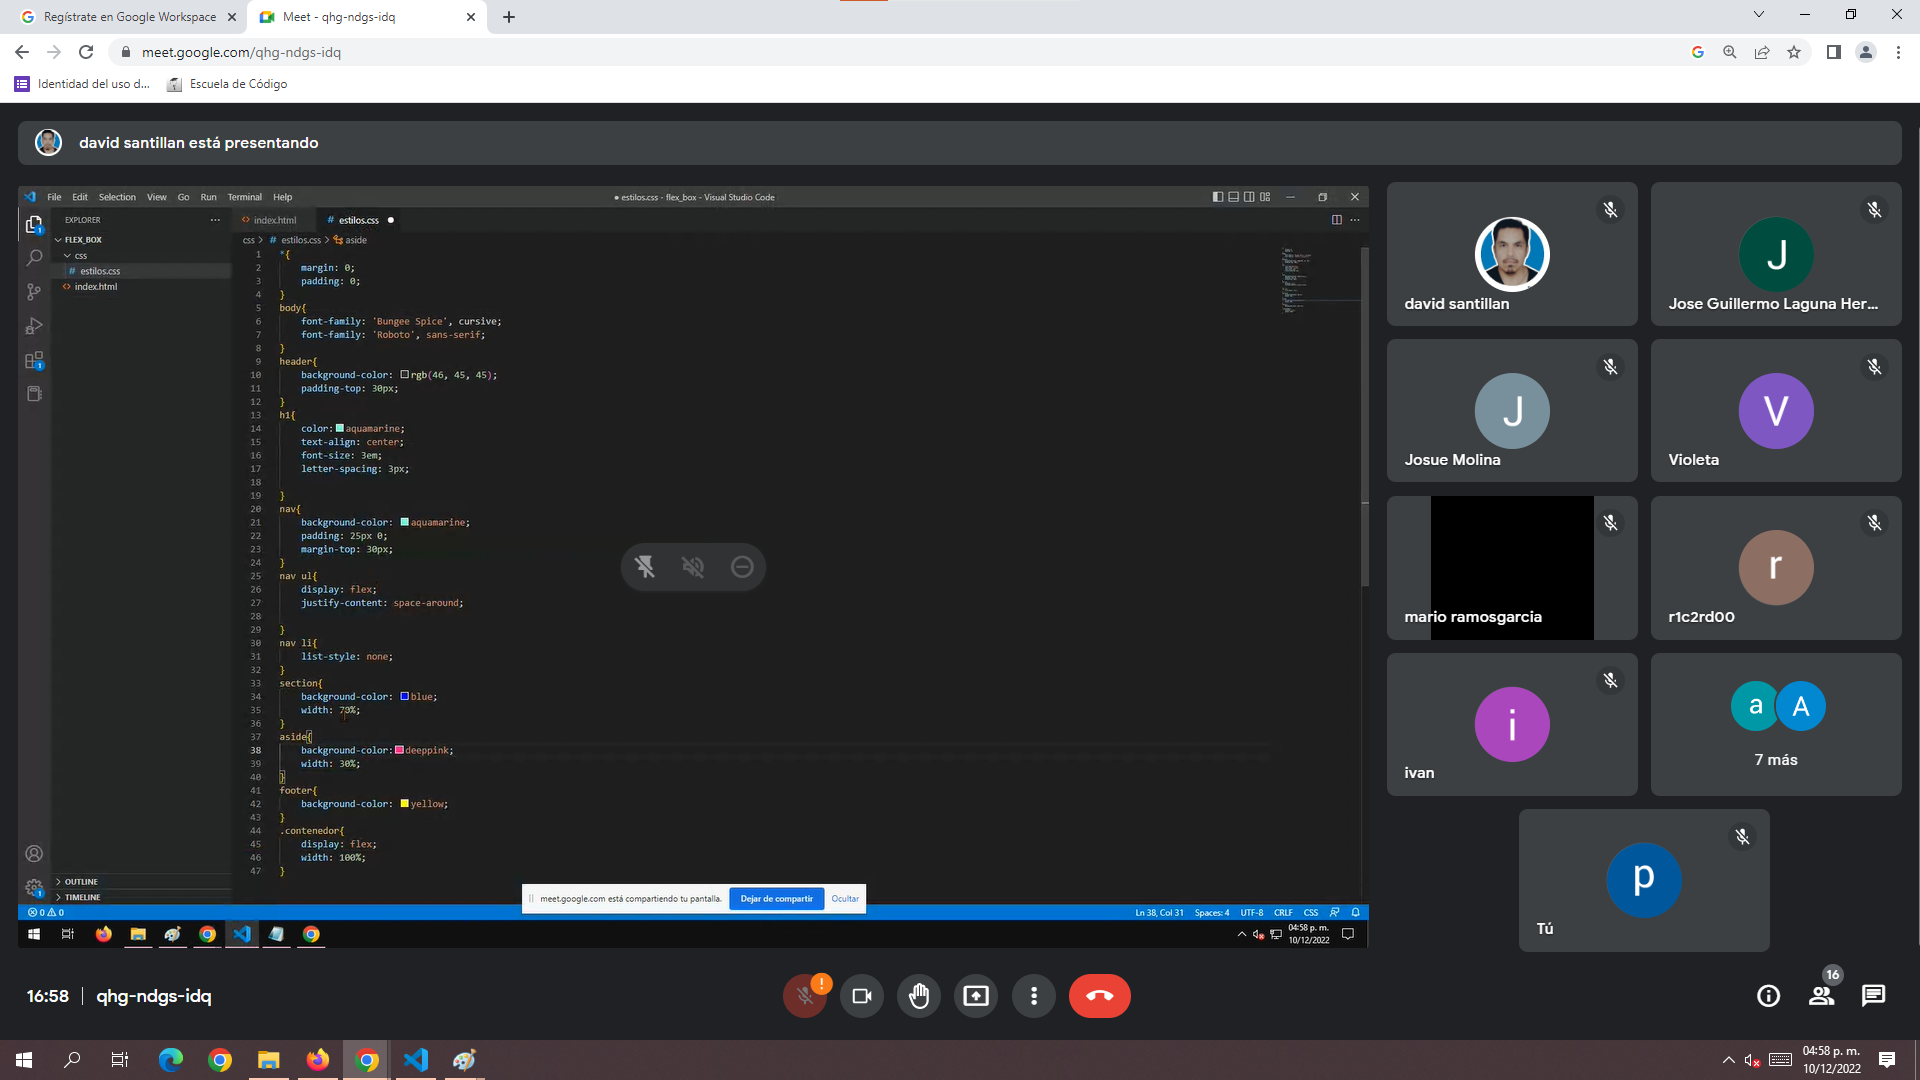 Regístrate en Google Workspace
Meet - qhg-ndgs-idq
meet.google.com/qhg-ndgs-idq
Identidad del uso d...
Escuela de Código
david santillan está presentando
File Edit Selection View Go Run Terminal Help
● estilos.css - flex_box - Visual Studio Code
EXPLORER
index.html
# estilos.css
FLEX_BOX
css > # estilos.css > aside
css
# estilos.css
index.html
1 *{
2 margin: 0;
3 padding: 0;
4 }
5 body{
6 font-family: 'Bungee Spice', cursive;
7 font-family: 'Roboto', sans-serif;
8 }
9 header{
10 background-color: rgb(46, 45, 45);
11 padding-top: 30px;
12 }
13 h1{
14 color: aquamarine;
15 text-align: center;
16 font-size: 3em;
17 letter-spacing: 3px;
18
19 }
20 nav{
21 background-color: aquamarine;
22 padding: 25px 0;
23 margin-top: 30px;
24 }
25 nav ul{
26 display: flex;
27 justify-content: space-around;
28
29 }
30 nav li{
31 list-style: none;
32 }
33 section{
34 background-color: blue;
35 width: 70%;
36 }
37 aside{
38 background-color: deeppink;
39 width: 30%;
40 }
41 footer{
42 background-color: yellow;
43 }
44 .contenedor{
45 display: flex;
46 width: 100%;
47 }
OUTLINE
TIMELINE
meet.google.com está compartiendo tu pantalla.
Dejar de compartir
Ocultar
0 0
Ln 38, Col 31
Spaces: 4
UTF-8
CRLF
CSS
04:58 p. m.
10/12/2022
david santillan
J
Jose Guillermo Laguna Her...
J
Josue Molina
V
Violeta
mario ramosgarcia
r
r1c2rd00
i
ivan
a A
7 más
p
Tú
16:58
qhg-ndgs-idq
!
16
04:58 p. m.
10/12/2022